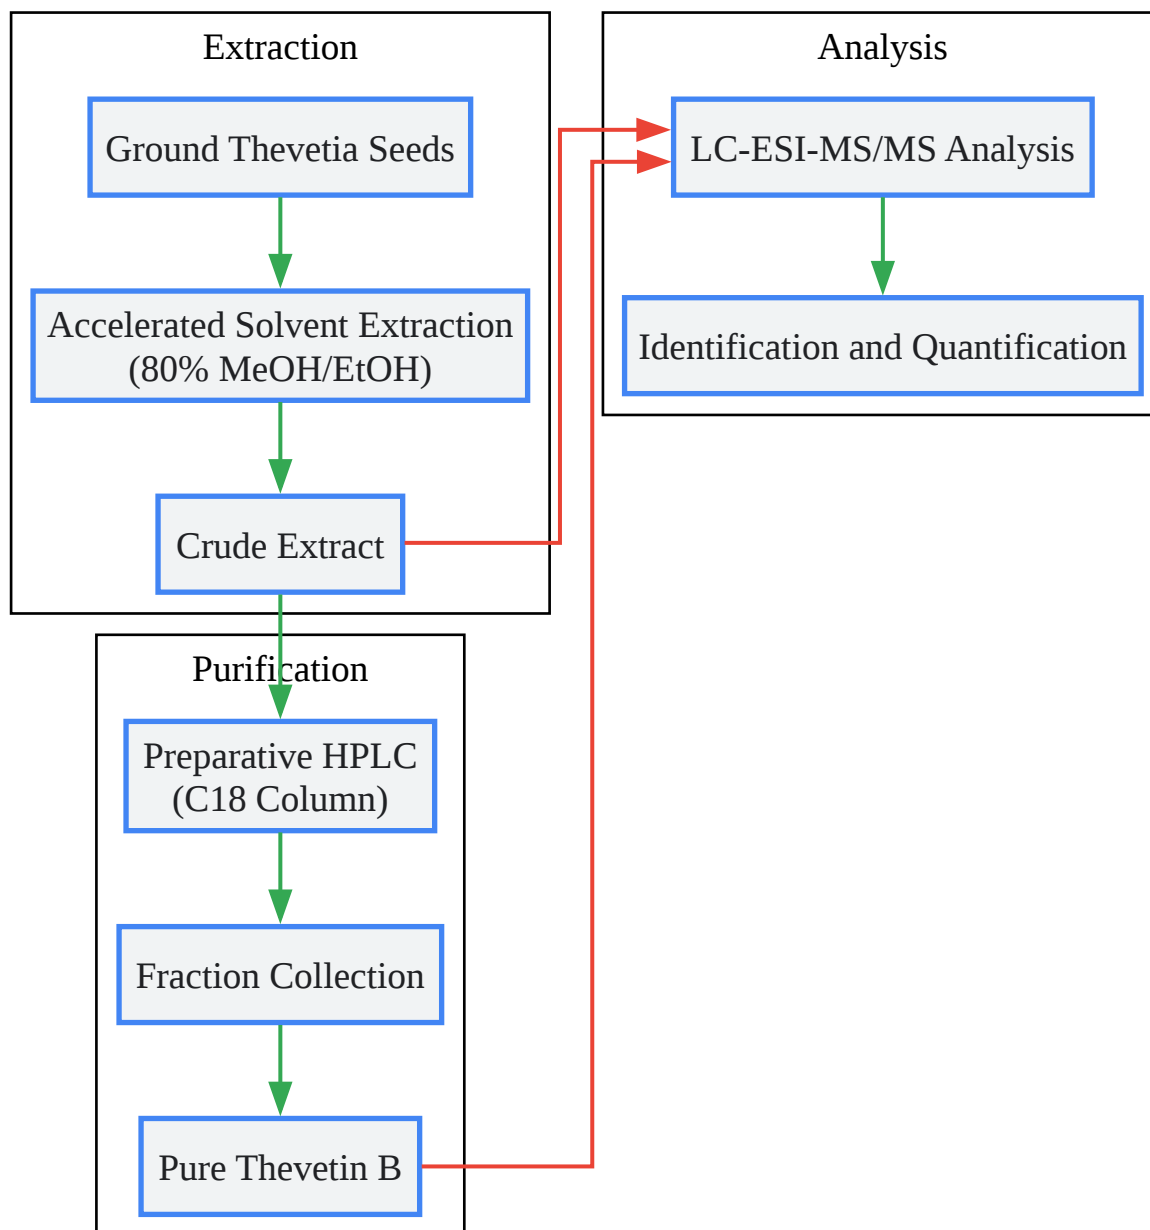 Extraction
Ground Thevetia Seeds
Accelerated Solvent Extraction
(80% MeOH/EtOH)
Crude Extract
Purification
Preparative HPLC
(C18 Column)
Fraction Collection
Pure Thevetin B
Analysis
LC-ESI-MS/MS Analysis
Identification and Quantification